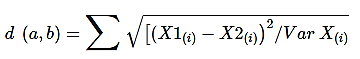 d (a,b) = ∑ √[(X1₍ᵢ₎ − X2₍ᵢ₎)²/Var X₍ᵢ₎]